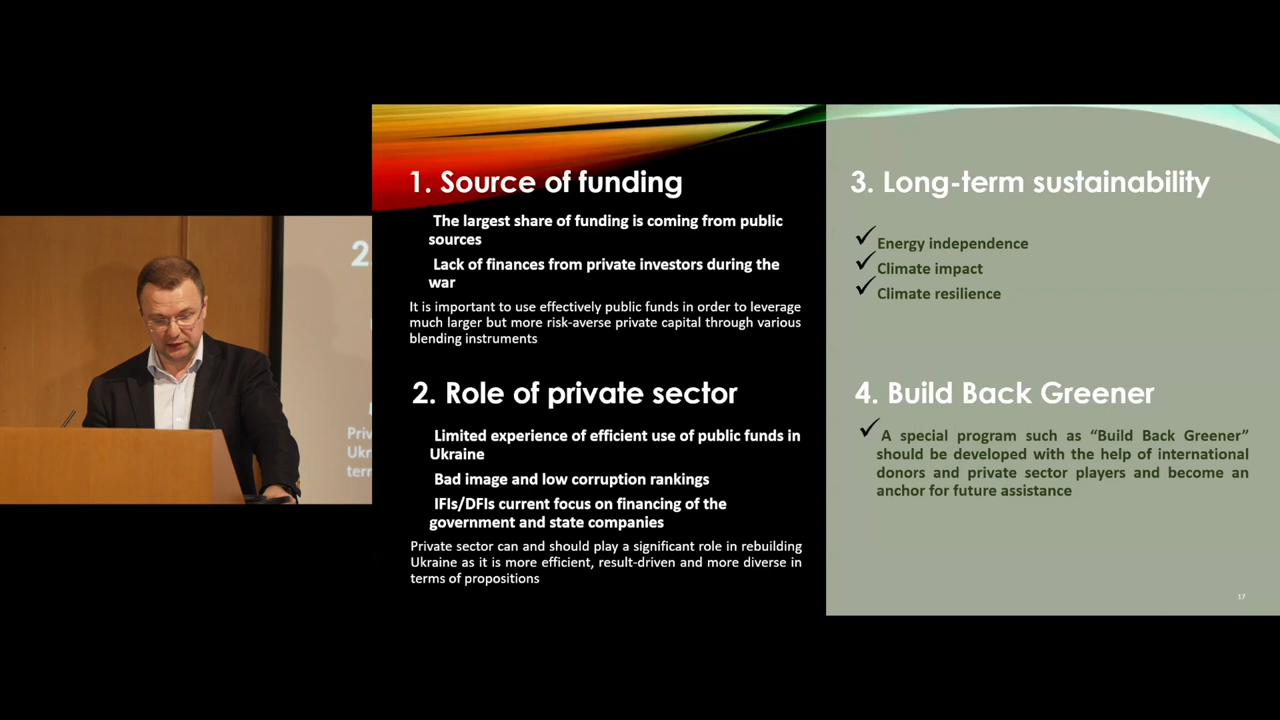 1. Source of funding
The largest share of funding is coming from public
sources
Lack of finances from private investors during the
war
It is important to use effectively public funds in order to leverage
much larger but more risk-averse private capital through various
blending instruments
2. Role of private sector
Limited experience of efficient use of public funds in
Ukraine
Bad image and low corruption rankings
IFIs/DFIs current focus on financing of the
government and state companies
Private sector can and should play a significant role in rebuilding
Ukraine as it is more efficient, result-driven and more diverse in
terms of propositions
3. Long-term sustainability
Energy independence
Climate impact
Climate resilience
4. Build Back Greener
A special program such as “Build Back Greener”
should be developed with the help of international
donors and private sector players and become an
anchor for future assistance
17
2
Priv
Ukr
terr